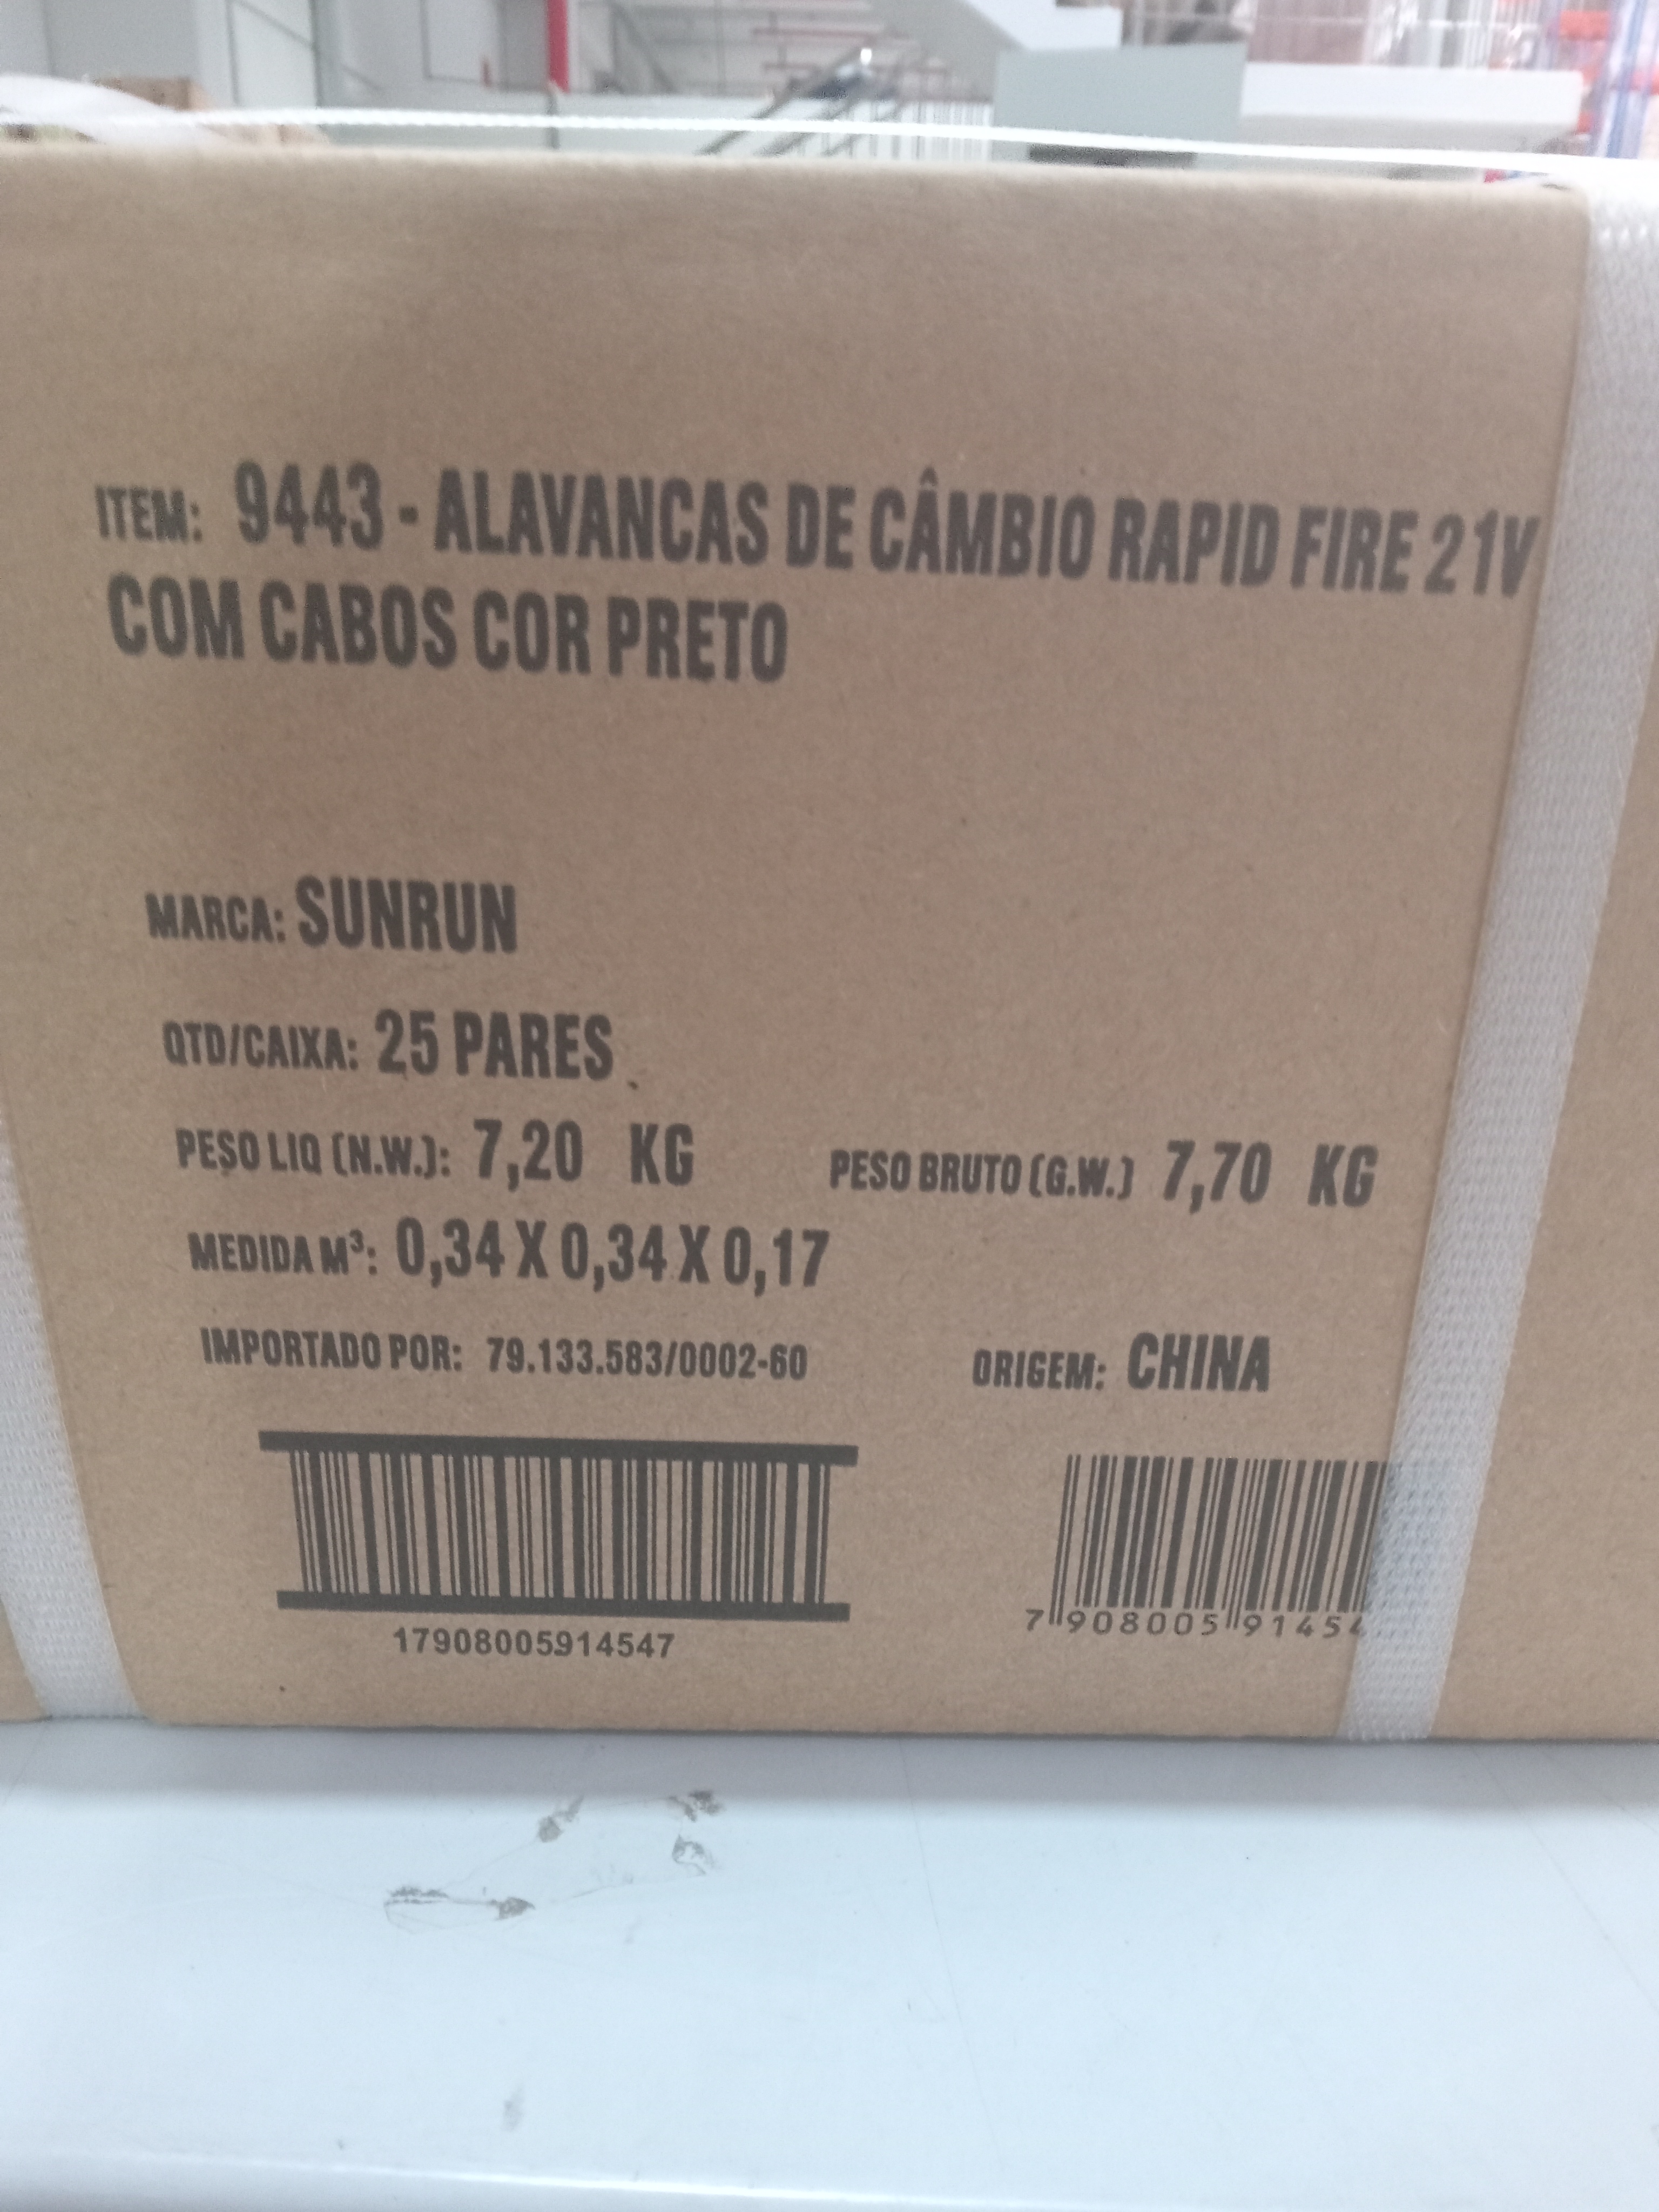 ITEM: 9443 - ALAVANCAS DE CÂMBIO RAPID FIRE 21V
COM CABOS COR PRETO
MARCA: SUNRUN
QTD/CAIXA: 25 PARES
PESO LIQ (N.W.): 7,20 KG PESO BRUTO (G.W.) 7,70 KG
MEDIDA M³: 0,34 X 0,34 X 0,17
IMPORTADO POR: 79.133.583/0002-60 ORIGEM: CHINA
17908005914547 7 908005 91454